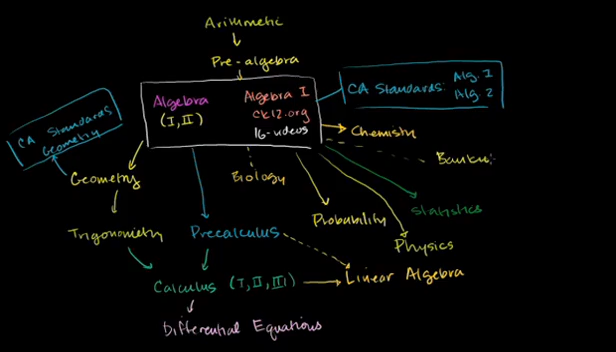 Arithmetic
Pre-algebra
Algebra
(I, II)
Algebra I
ck12.org
16-videos
CA Standards: Alg. 1
Alg. 2
CA Standards
Geometry
Chemistry
Geometry
Biology
Probability
Statistics
Trigonometry
Precalculus
Physics
Calculus (I, II, III)
Linear Algebra
Differential Equations